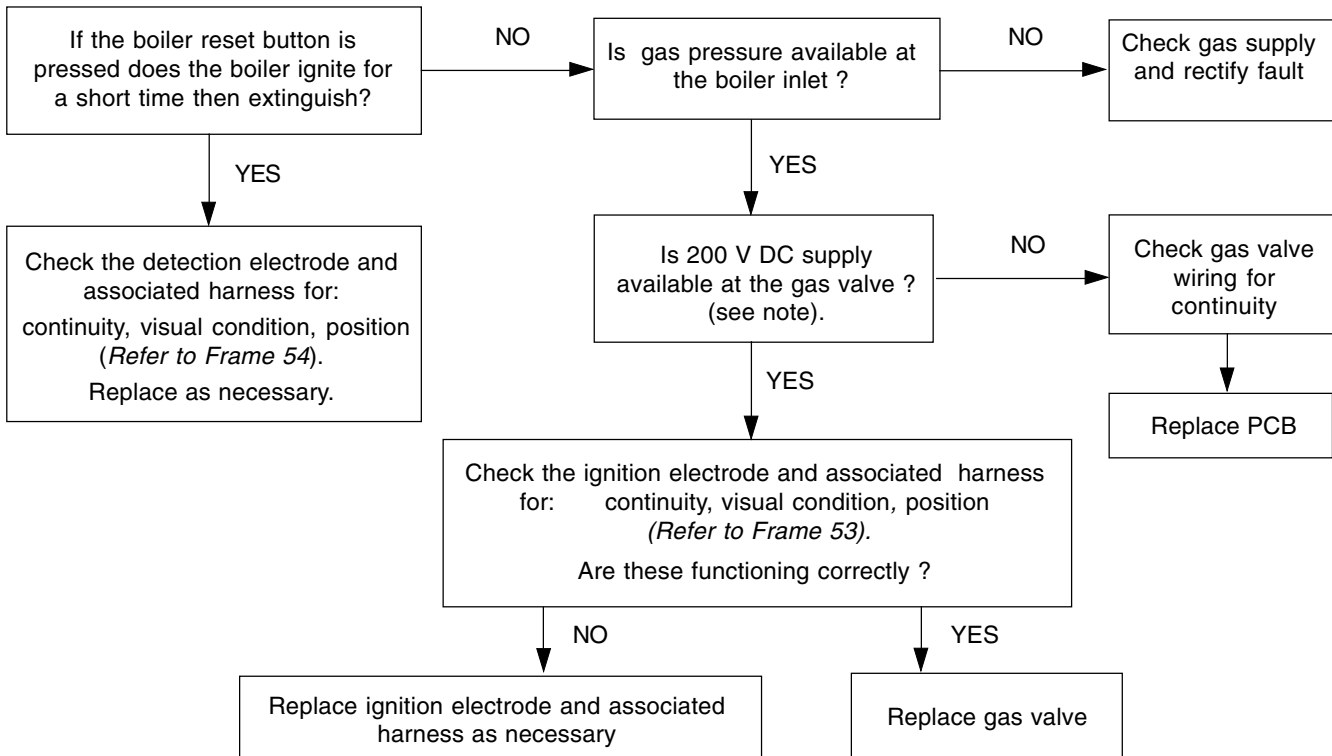 If the boiler reset button is
pressed does the boiler ignite for
a short time then extinguish?
NO
Is gas pressure available at
the boiler inlet ?
NO
Check gas supply
and rectify fault
YES
YES
Check the detection electrode and
associated harness for:
continuity, visual condition, position
(Refer to Frame 54).
Replace as necessary.
Is 200 V DC supply
available at the gas valve ?
(see note).
NO
Check gas valve
wiring for
continuity
YES
Replace PCB
Check the ignition electrode and associated harness
for: continuity, visual condition, position
(Refer to Frame 53).
Are these functioning correctly ?
NO
YES
Replace ignition electrode and associated
harness as necessary
Replace gas valve